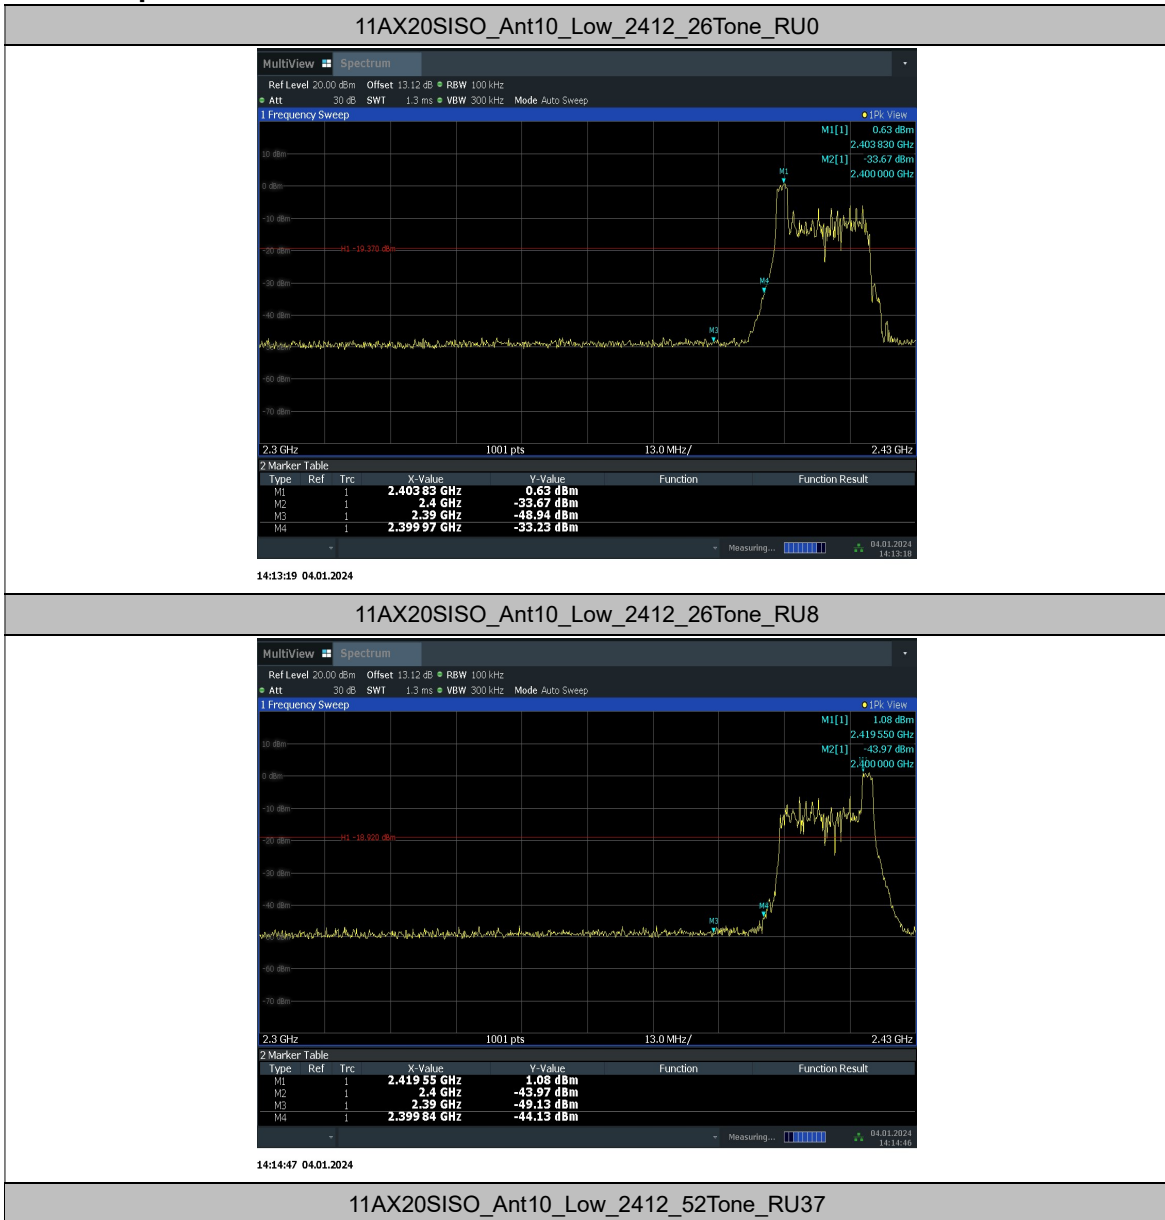 11AX20SISO_Ant10_Low_2412_26Tone_RU0
MultiView Spectrum
Ref Level 20.00 dBm Offset 13.12 dB RBW 100 kHz
Att 30 dB SWT 1.3 ms VBW 300 kHz Mode Auto Sweep
1 Frequency Sweep 1Pk View
M1[1] 0.63 dBm
2.403 830 GHz
M2[1] -33.67 dBm
2.400 000 GHz
10 dBm
M1
0 dBm
-10 dBm
-20 dBm
H1 -19.370 dBm
-30 dBm
M4
-40 dBm
M3
-60 dBm
-70 dBm
2.3 GHz 1001 pts 13.0 MHz/ 2.43 GHz
2 Marker Table
Type Ref Trc X-Value Y-Value Function Function Result
M1 1 2.403 83 GHz 0.63 dBm
M2 1 2.4 GHz -33.67 dBm
M3 1 2.39 GHz -48.94 dBm
M4 1 2.399 97 GHz -33.23 dBm
Measuring... 04.01.2024
14:13:18
14:13:19 04.01.2024
11AX20SISO_Ant10_Low_2412_26Tone_RU8
MultiView Spectrum
Ref Level 20.00 dBm Offset 13.12 dB RBW 100 kHz
Att 30 dB SWT 1.3 ms VBW 300 kHz Mode Auto Sweep
1 Frequency Sweep 1Pk View
M1[1] 1.08 dBm
2.419 550 GHz
M2[1] -43.97 dBm
2.400 000 GHz
10 dBm
0 dBm
-10 dBm
-20 dBm
H1 -18.920 dBm
-30 dBm
-40 dBm
M4
M3
-60 dBm
-70 dBm
2.3 GHz 1001 pts 13.0 MHz/ 2.43 GHz
2 Marker Table
Type Ref Trc X-Value Y-Value Function Function Result
M1 1 2.419 55 GHz 1.08 dBm
M2 1 2.4 GHz -43.97 dBm
M3 1 2.39 GHz -49.13 dBm
M4 1 2.399 84 GHz -44.13 dBm
Measuring... 04.01.2024
14:14:46
14:14:47 04.01.2024
11AX20SISO_Ant10_Low_2412_52Tone_RU37